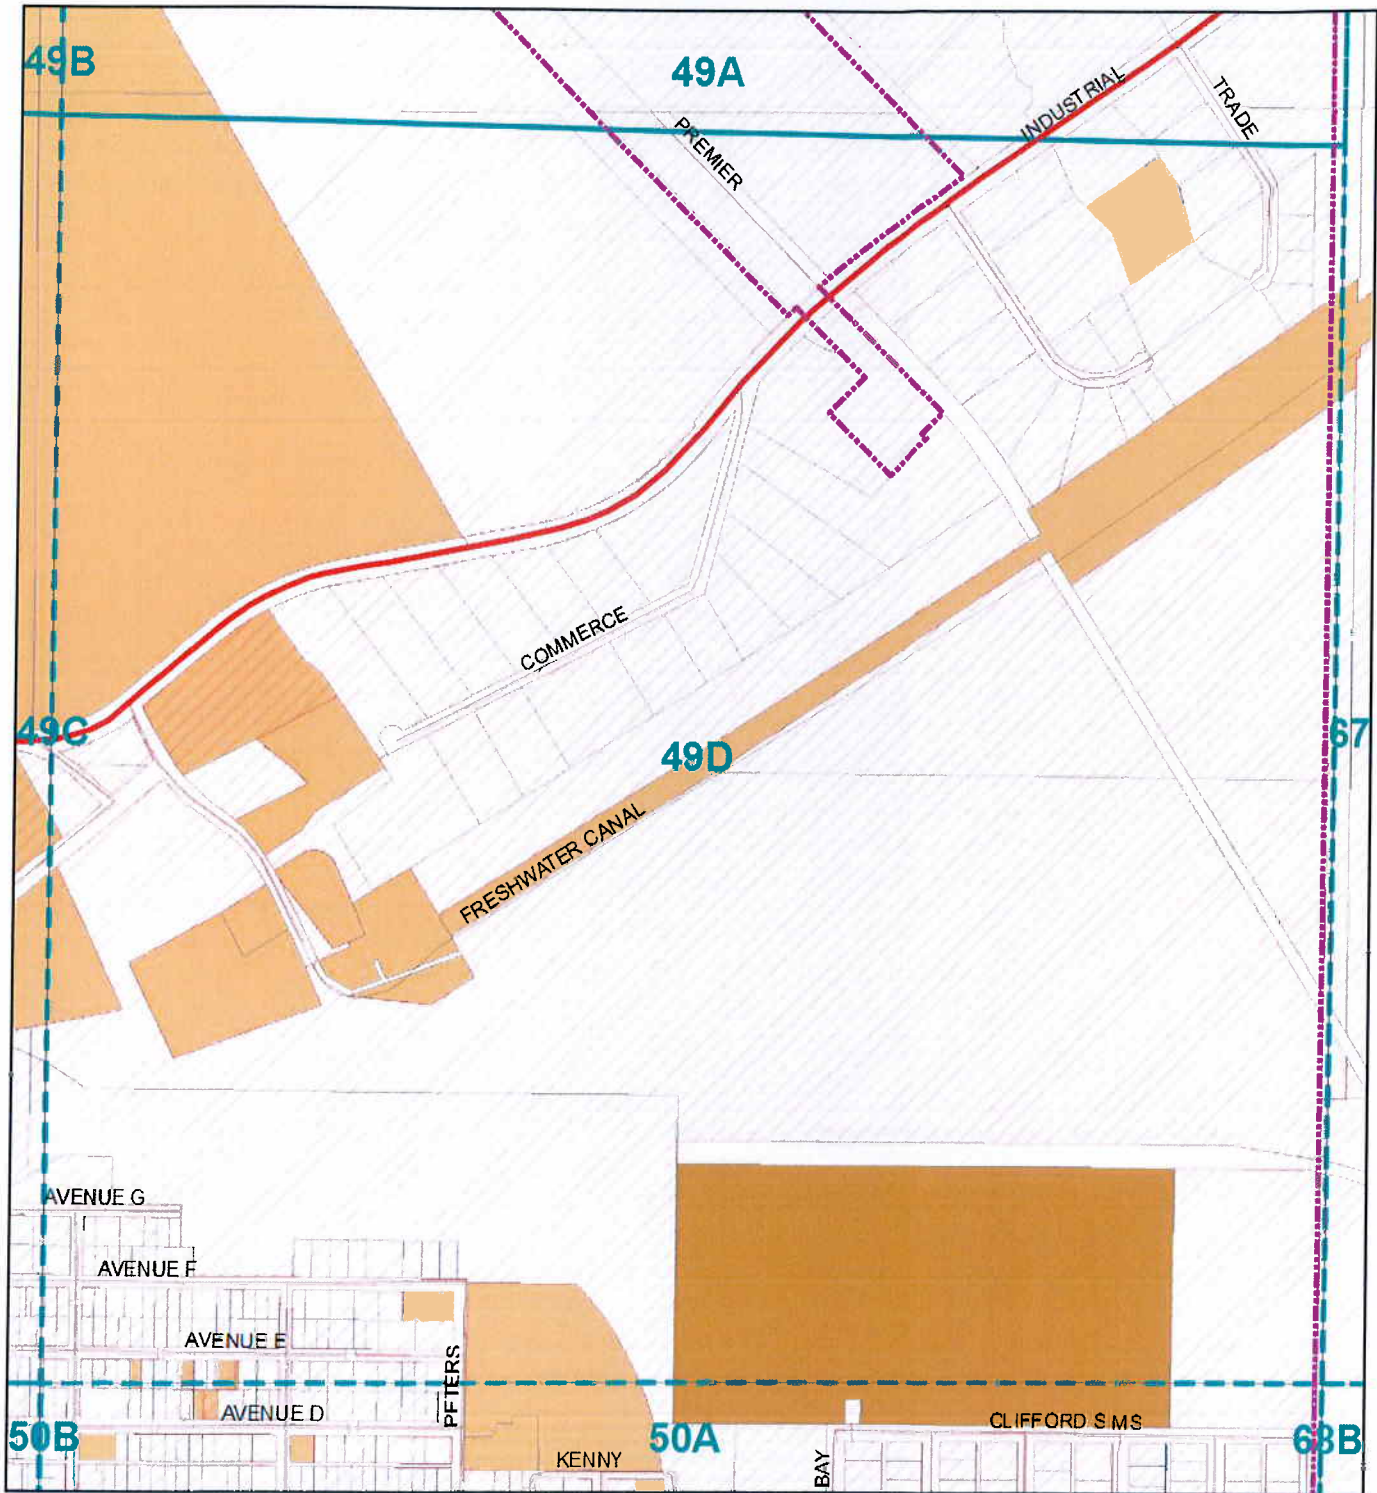 49B
49A
INDUSTRIAL
TRADE
PREMIER
COMMERCE
49C
49D
67
FRESHWATER CANAL
AVENUE G
AVENUE F
AVENUE E
PETERS
AVENUE D
CLIFFORD SIMS
50B
50A
63B
KENNY
BAY